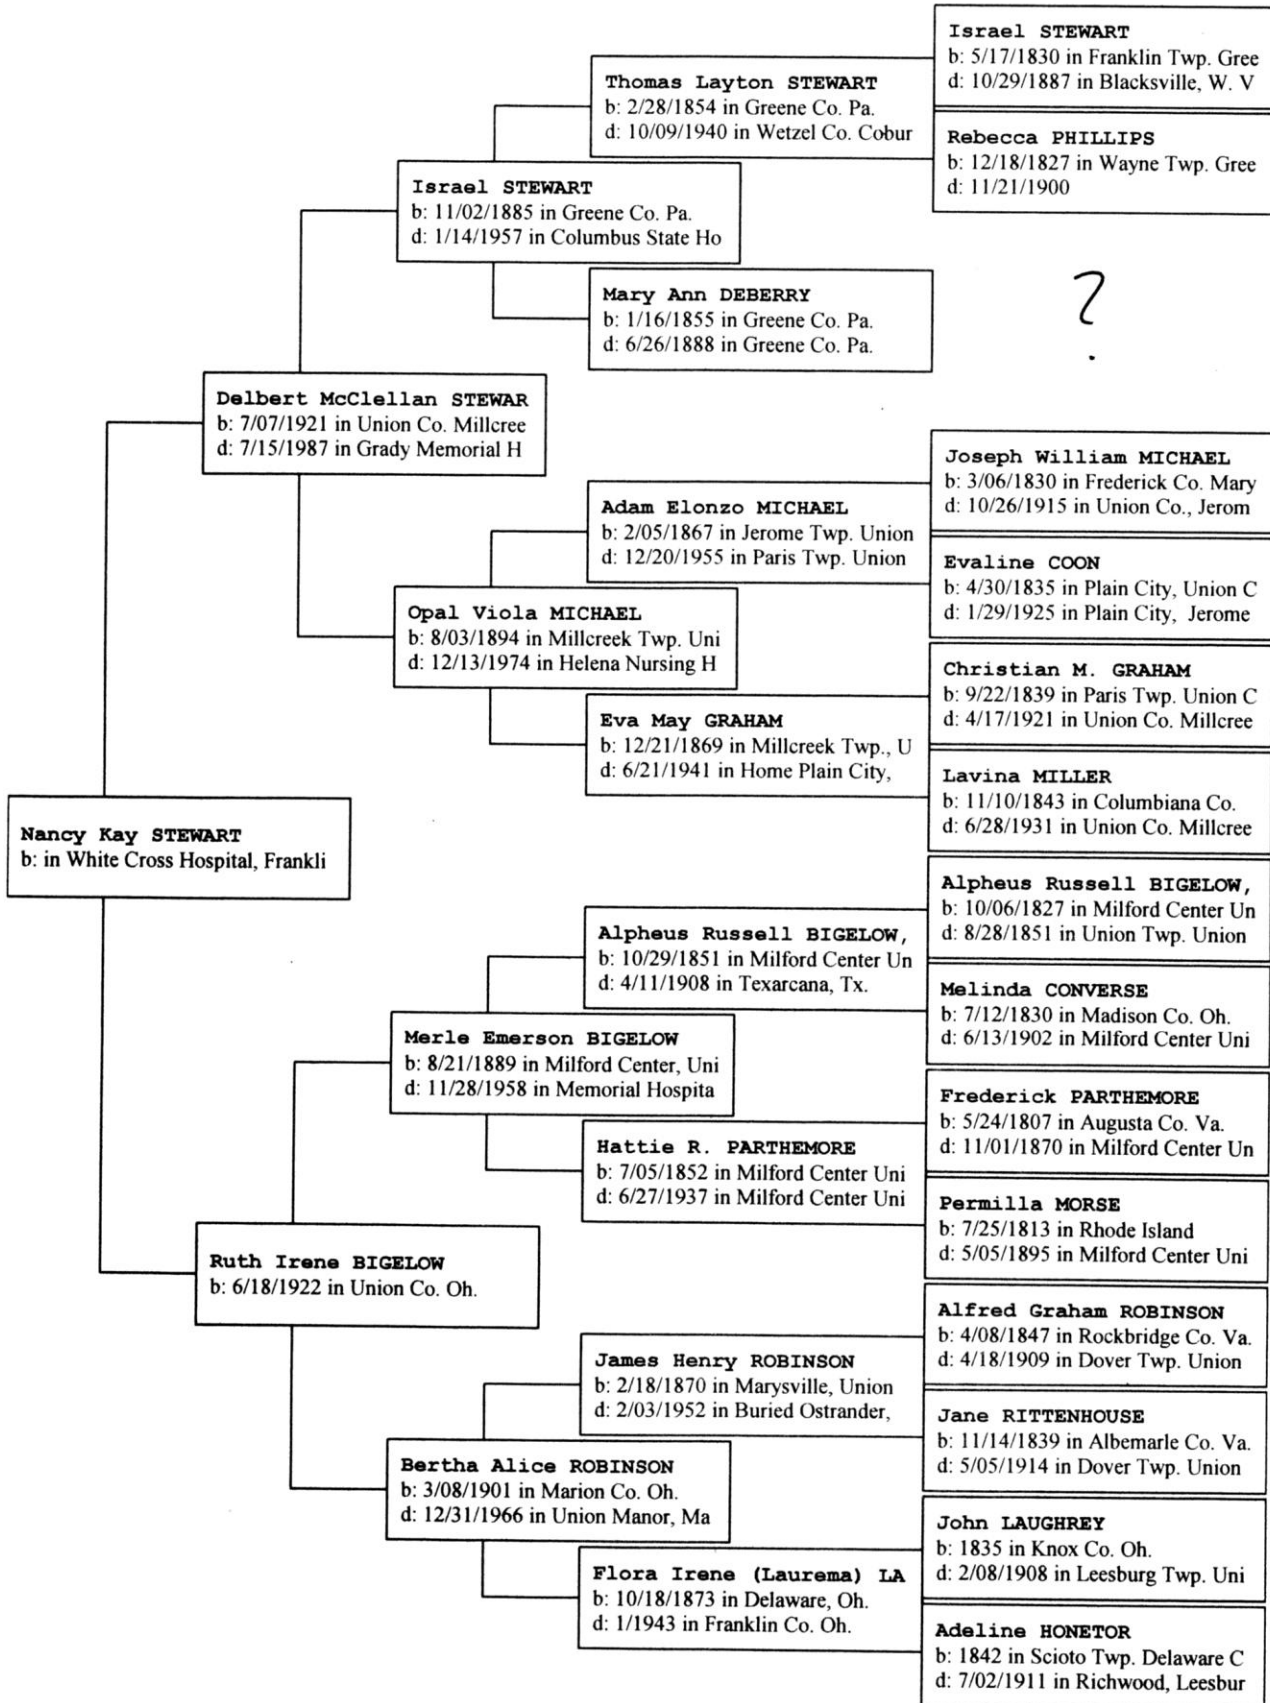 Israel STEWART
b: 5/17/1830 in Franklin Twp. Gree
d: 10/29/1887 in Blacksville, W. V
Thomas Layton STEWART
b: 2/28/1854 in Greene Co. Pa.
d: 10/09/1940 in Wetzel Co. Cobur
Rebecca PHILLIPS
b: 12/18/1827 in Wayne Twp. Gree
d: 11/21/1900
Israel STEWART
b: 11/02/1885 in Greene Co. Pa.
d: 1/14/1957 in Columbus State Ho
Mary Ann DEBERRY
b: 1/16/1855 in Greene Co. Pa.
d: 6/26/1888 in Greene Co. Pa.
?
Delbert McClellan STEWAR
b: 7/07/1921 in Union Co. Millcree
d: 7/15/1987 in Grady Memorial H
Joseph William MICHAEL
b: 3/06/1830 in Frederick Co. Mary
d: 10/26/1915 in Union Co., Jerom
Adam Elonzo MICHAEL
b: 2/05/1867 in Jerome Twp. Union
d: 12/20/1955 in Paris Twp. Union
Evaline COON
b: 4/30/1835 in Plain City, Union C
d: 1/29/1925 in Plain City, Jerome
Opal Viola MICHAEL
b: 8/03/1894 in Millcreek Twp. Uni
d: 12/13/1974 in Helena Nursing H
Christian M. GRAHAM
b: 9/22/1839 in Paris Twp. Union C
d: 4/17/1921 in Union Co. Millcree
Eva May GRAHAM
b: 12/21/1869 in Millcreek Twp., U
d: 6/21/1941 in Home Plain City,
Lavina MILLER
b: 11/10/1843 in Columbiana Co.
d: 6/28/1931 in Union Co. Millcree
Nancy Kay STEWART
b: in White Cross Hospital, Frankli
Alpheus Russell BIGELOW,
b: 10/06/1827 in Milford Center Un
d: 8/28/1851 in Union Twp. Union
Alpheus Russell BIGELOW,
b: 10/29/1851 in Milford Center Un
d: 4/11/1908 in Texarcana, Tx.
Melinda CONVERSE
b: 7/12/1830 in Madison Co. Oh.
d: 6/13/1902 in Milford Center Uni
Merle Emerson BIGELOW
b: 8/21/1889 in Milford Center, Uni
d: 11/28/1958 in Memorial Hospita
Frederick PARTHEMORE
b: 5/24/1807 in Augusta Co. Va.
d: 11/01/1870 in Milford Center Un
Hattie R. PARTHEMORE
b: 7/05/1852 in Milford Center Uni
d: 6/27/1937 in Milford Center Uni
Permilla MORSE
b: 7/25/1813 in Rhode Island
d: 5/05/1895 in Milford Center Uni
Ruth Irene BIGELOW
b: 6/18/1922 in Union Co. Oh.
Alfred Graham ROBINSON
b: 4/08/1847 in Rockbridge Co. Va.
d: 4/18/1909 in Dover Twp. Union
James Henry ROBINSON
b: 2/18/1870 in Marysville, Union
d: 2/03/1952 in Buried Ostrander,
Jane RITTENHOUSE
b: 11/14/1839 in Albemarle Co. Va.
d: 5/05/1914 in Dover Twp. Union
Bertha Alice ROBINSON
b: 3/08/1901 in Marion Co. Oh.
d: 12/31/1966 in Union Manor, Ma
John LAUGHREY
b: 1835 in Knox Co. Oh.
d: 2/08/1908 in Leesburg Twp. Uni
Flora Irene (Laurema) LA
b: 10/18/1873 in Delaware, Oh.
d: 1/1943 in Franklin Co. Oh.
Adeline HONETOR
b: 1842 in Scioto Twp. Delaware C
d: 7/02/1911 in Richwood, Leesbur